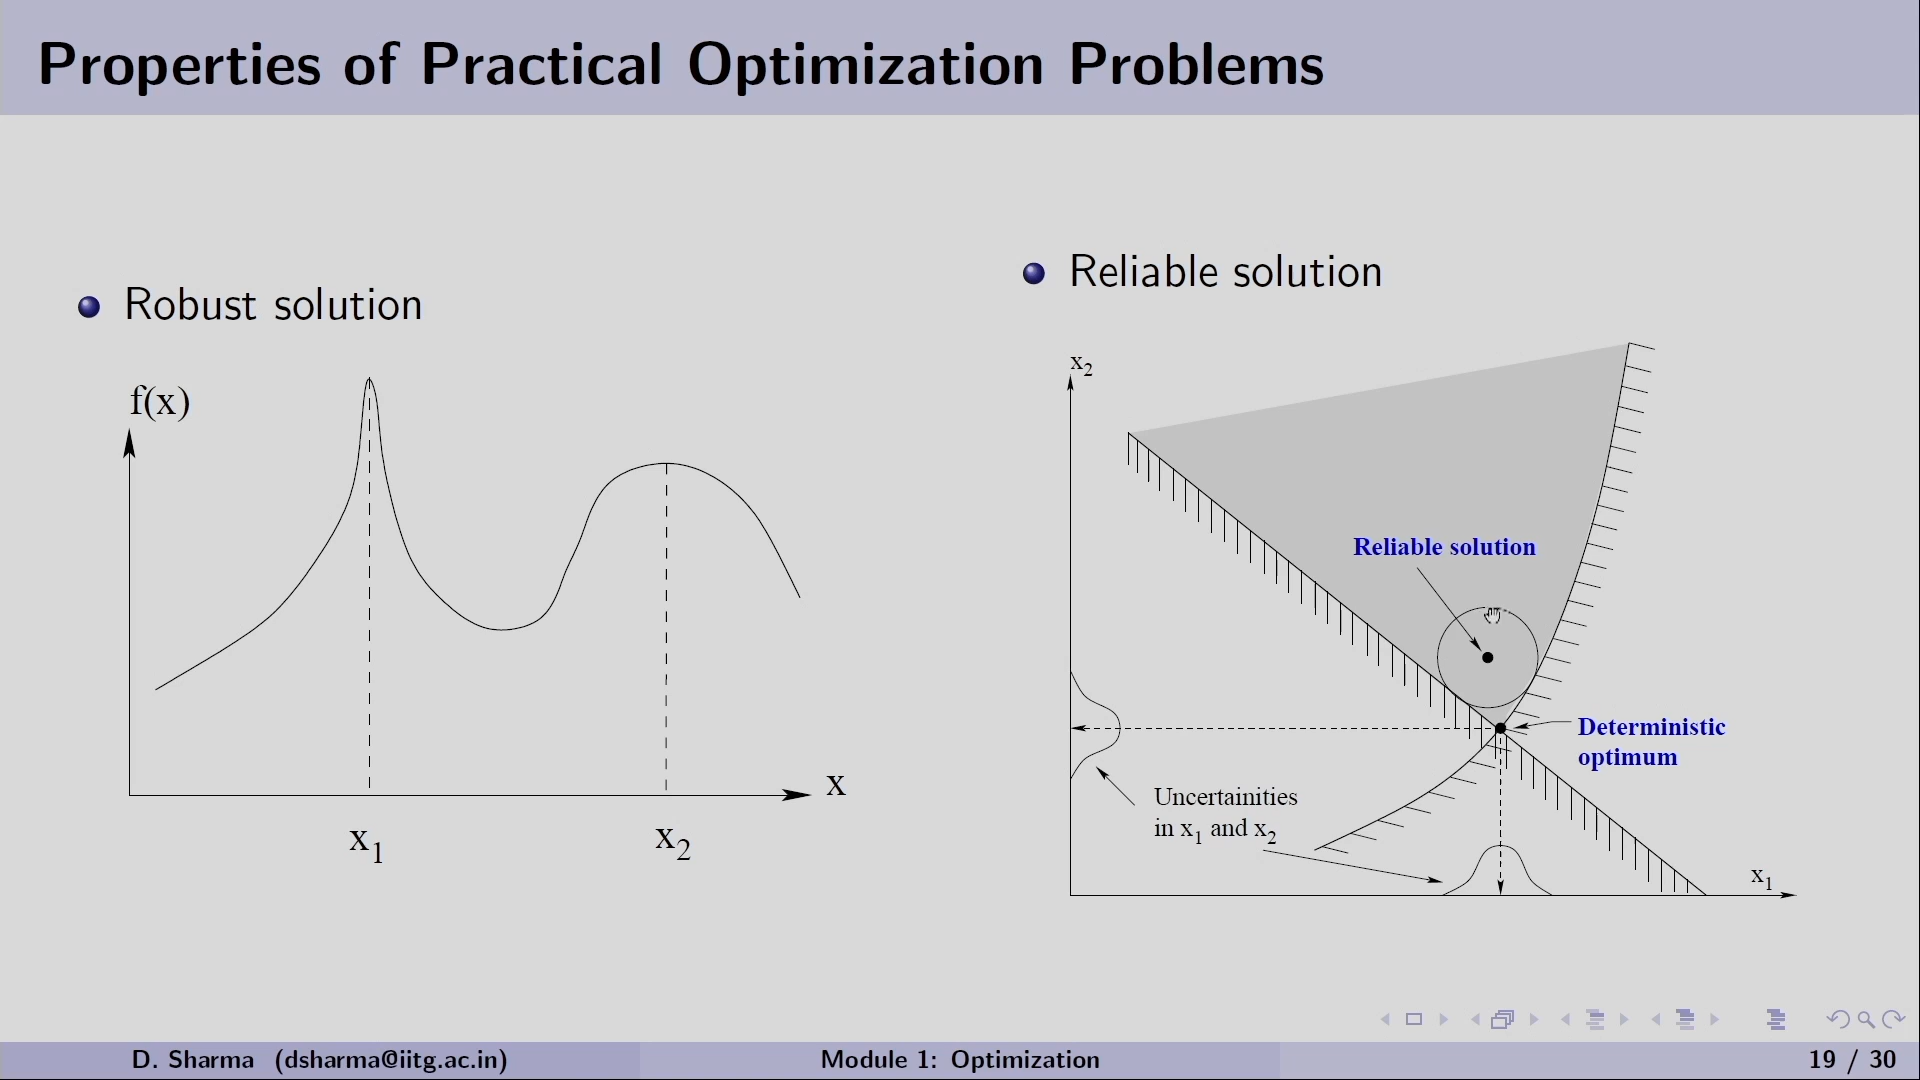 Properties of Practical Optimization Problems
Robust solution
f(x)
x
x1
x2
Reliable solution
x2
Reliable solution
Deterministic
optimum
Uncertainities
in x1 and x2
x1
D. Sharma (dsharma@iitg.ac.in)
Module 1: Optimization
19 / 30